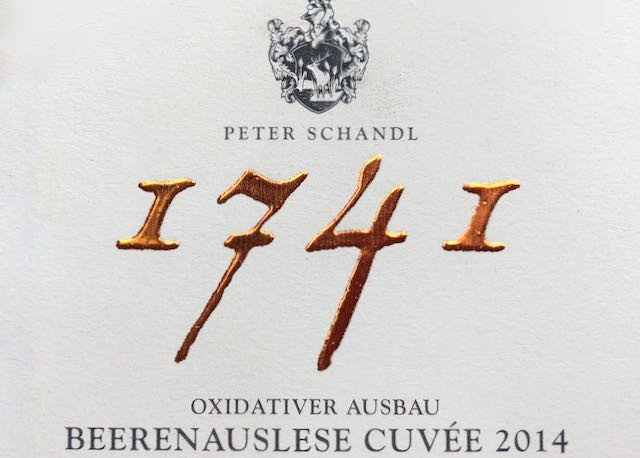 PETER SCHANDL
1741
OXIDATIVER AUSBAU
BEERENAUSLESE CUVÉE 2014